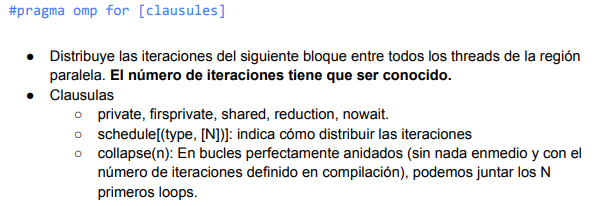 #pragma omp for [clausules]
● Distribuye las iteraciones del siguiente bloque entre todos los threads de la región
paralela. El número de iteraciones tiene que ser conocido.
● Clausulas
○ private, firsprivate, shared, reduction, nowait.
○ schedule[(type, [N])]: indica cómo distribuir las iteraciones
○ collapse(n): En bucles perfectamente anidados (sin nada enmedio y con el
número de iteraciones definido en compilación), podemos juntar los N
primeros loops.